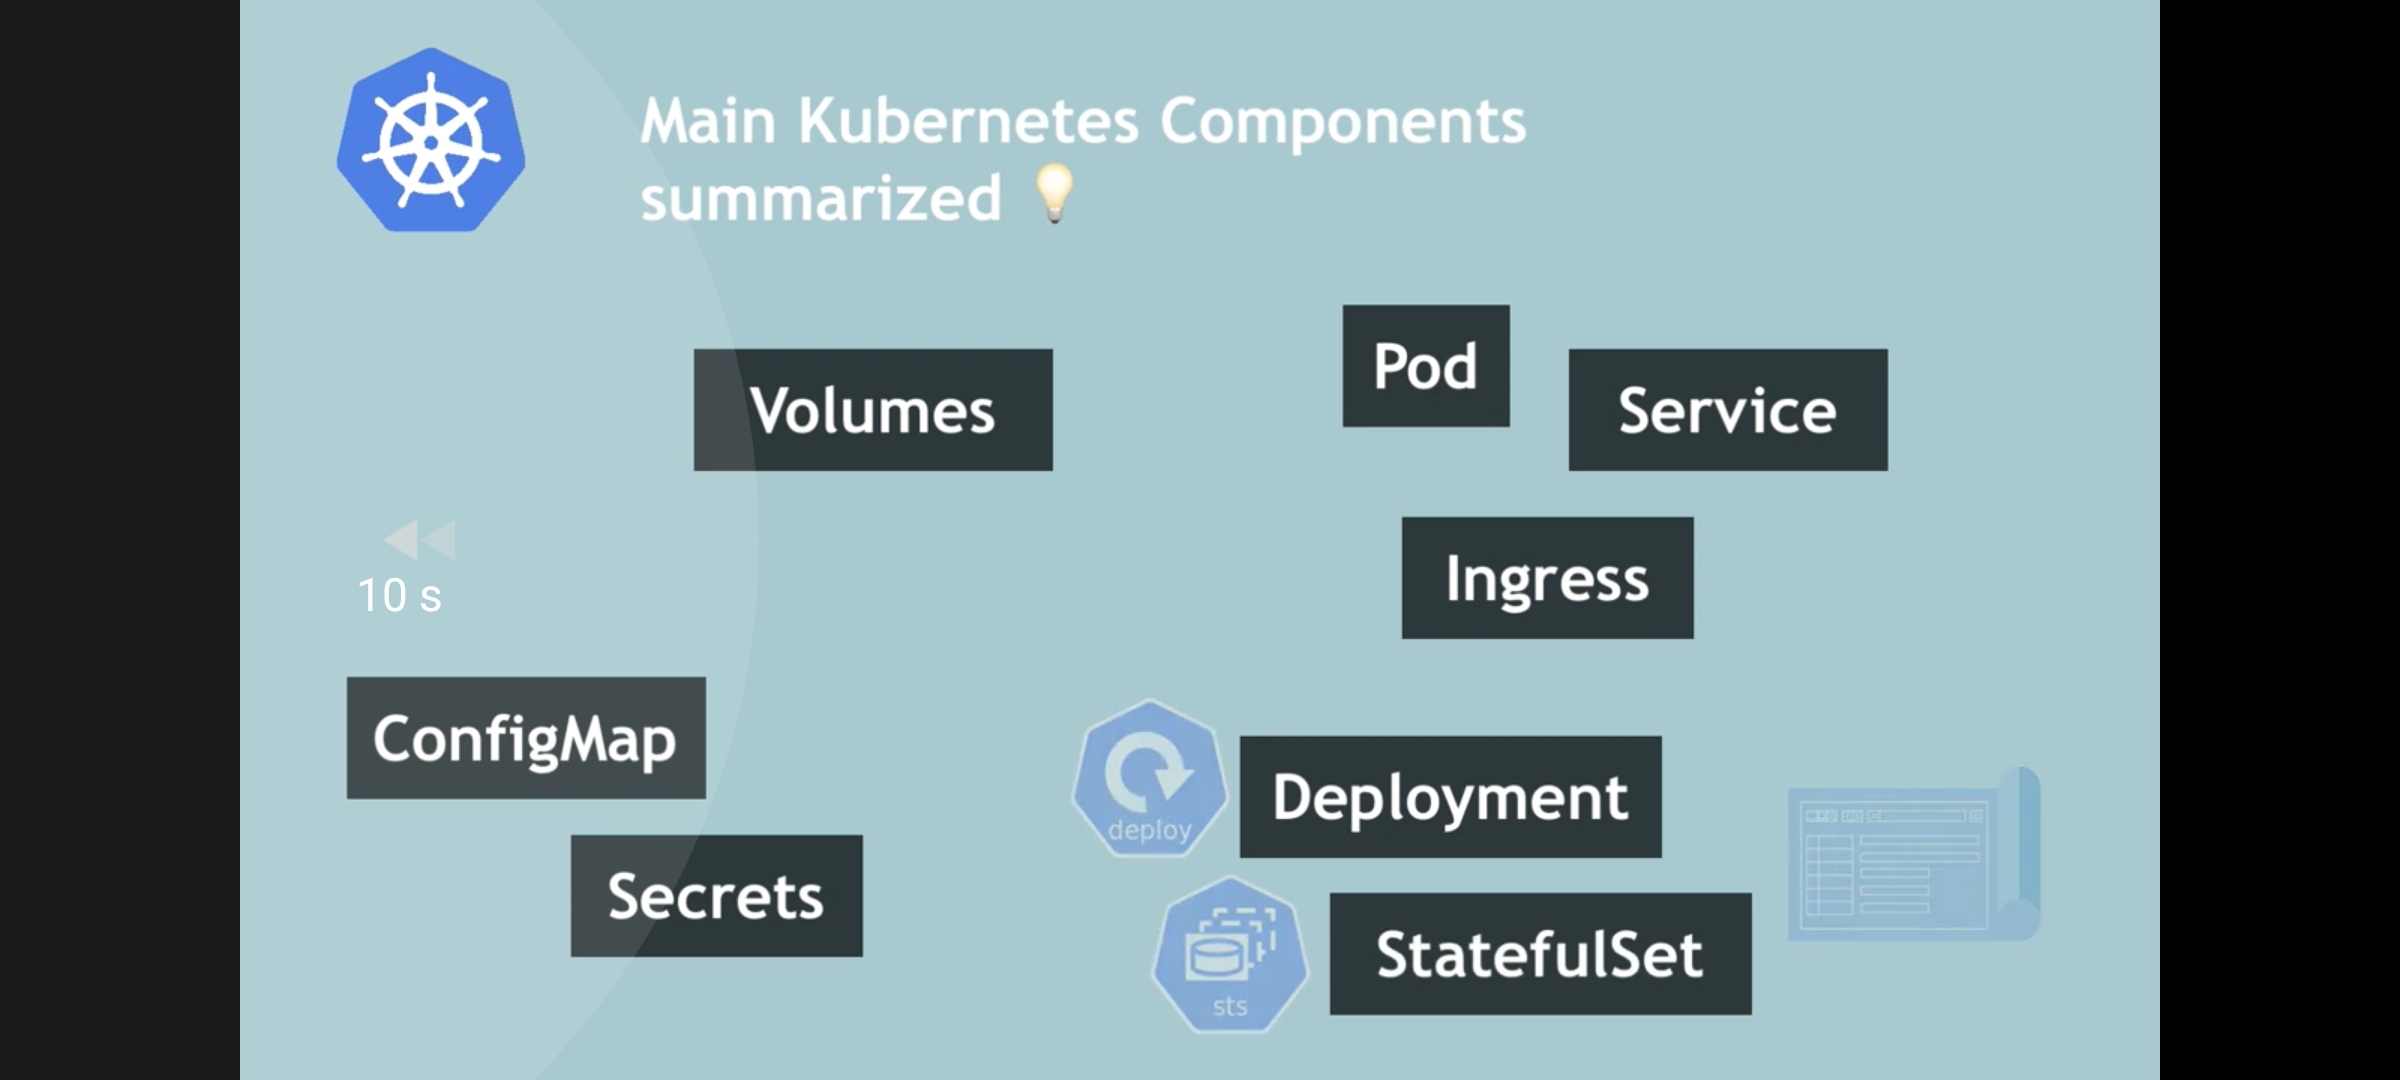 Main Kubernetes Components
summarized
Volumes
Pod
Service
Ingress
10 s
ConfigMap
Secrets
deploy
Deployment
sts
StatefulSet